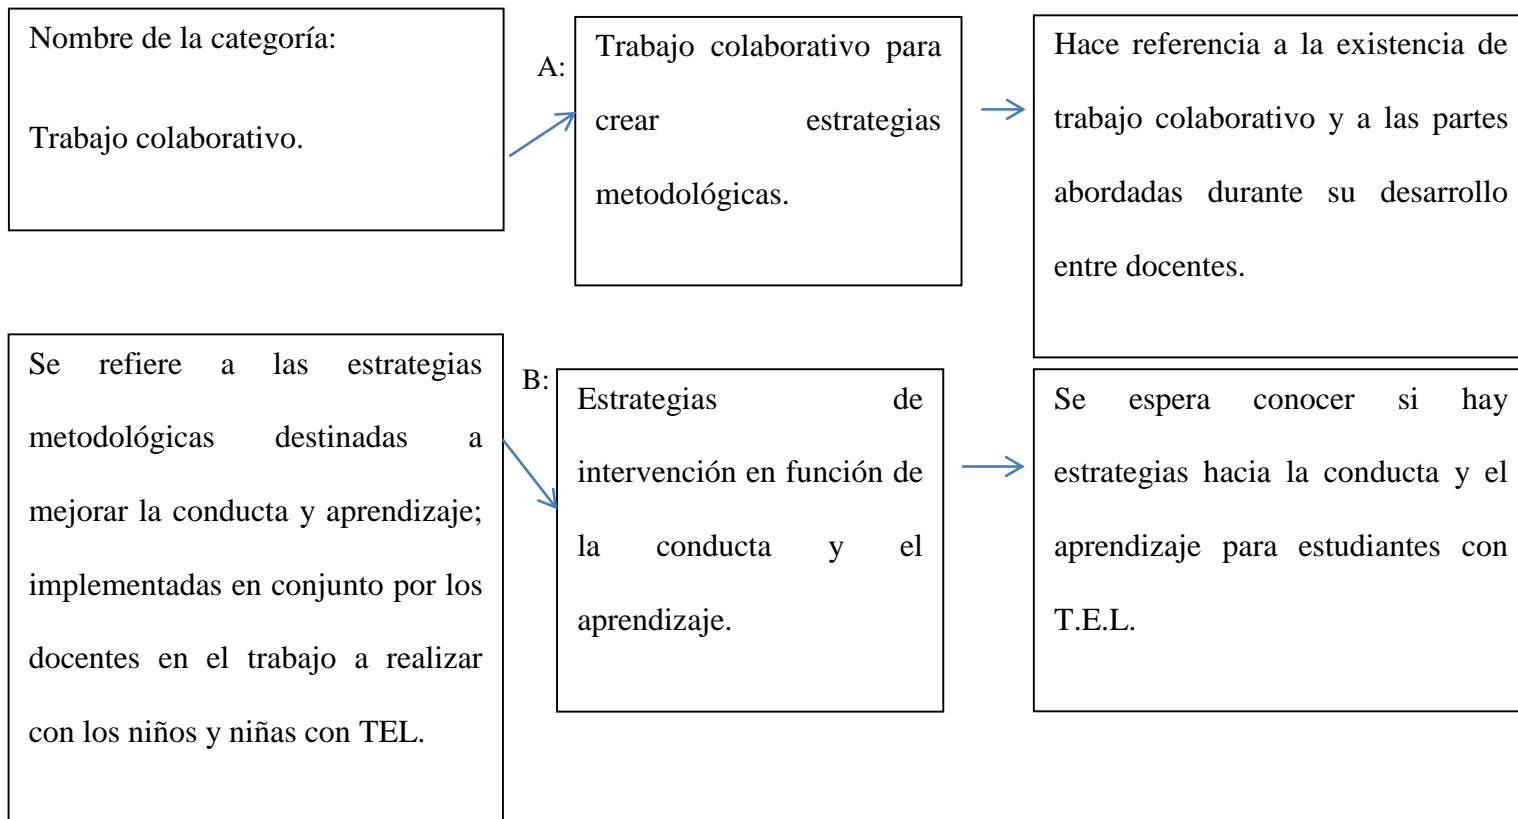 Nombre de la categoría:
Trabajo colaborativo.
A:
Trabajo colaborativo para
crear estrategias
metodológicas.
Hace referencia a la existencia de
trabajo colaborativo y a las partes
abordadas durante su desarrollo
entre docentes.
Se refiere a las estrategias
metodológicas destinadas a
mejorar la conducta y aprendizaje;
implementadas en conjunto por los
docentes en el trabajo a realizar
con los niños y niñas con TEL.
B:
Estrategias de
intervención en función de
la conducta y el
aprendizaje.
Se espera conocer si hay
estrategias hacia la conducta y el
aprendizaje para estudiantes con
T.E.L.